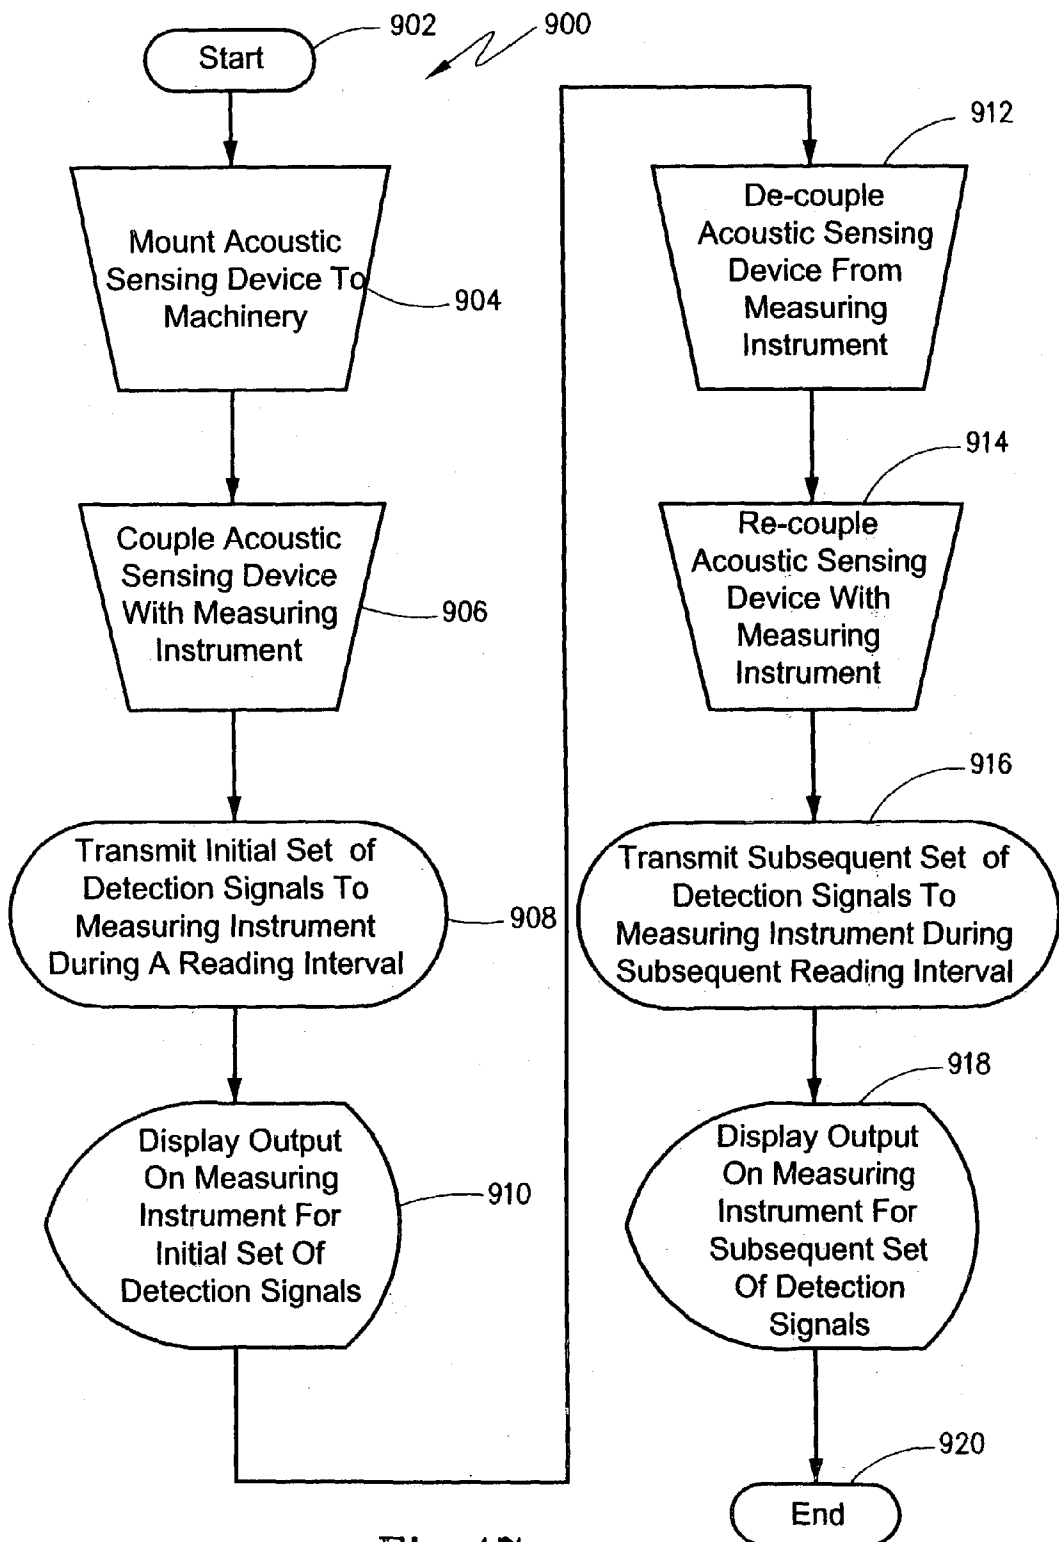 902
900
Start
Mount Acoustic
Sensing Device To
Machinery
904
Couple Acoustic
Sensing Device
With Measuring
Instrument
906
Transmit Initial Set of
Detection Signals To
Measuring Instrument
During A Reading Interval
908
Display Output
On Measuring
Instrument For
Initial Set Of
Detection Signals
910
912
De-couple
Acoustic Sensing
Device From
Measuring
Instrument
914
Re-couple
Acoustic Sensing
Device With
Measuring
Instrument
916
Transmit Subsequent Set of
Detection Signals To
Measuring Instrument During
Subsequent Reading Interval
918
Display Output
On Measuring
Instrument For
Subsequent Set
Of Detection
Signals
920
End